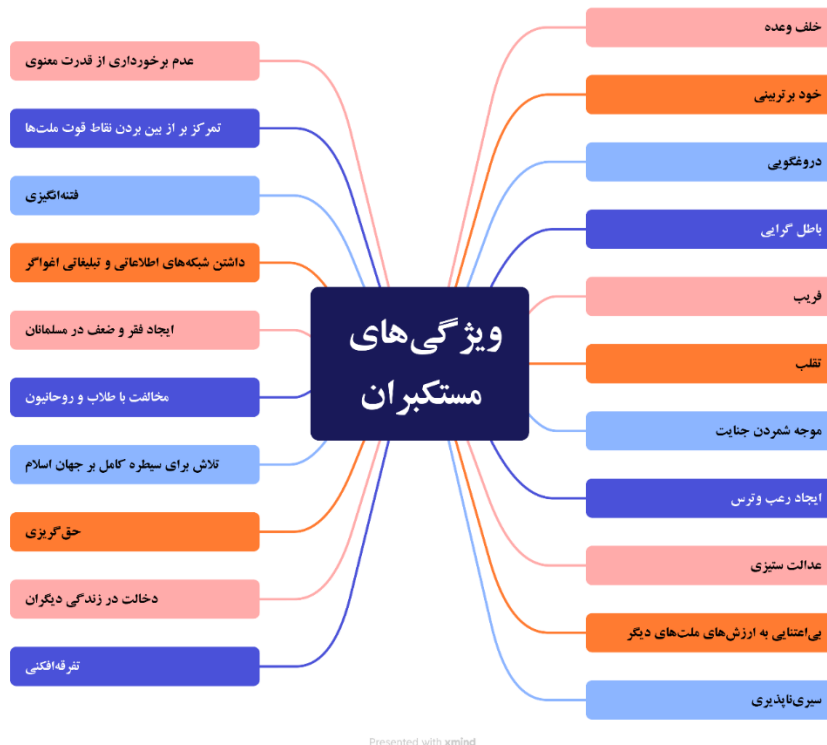 ویژگی‌های
مستکبران
خلف وعده
خود برتربینی
دروغگویی
باطل گرایی
فریب
تقلب
موجه شمردن جنایت
ایجاد رعب وترس
عدالت ستیزی
بی‌اعتنایی به ارزش‌های ملت‌های دیگر
سیری‌ناپذیری
عدم برخورداری از قدرت معنوی
تمرکز بر از بین بردن نقاط قوت ملت‌ها
فتنه‌انگیزی
داشتن شبکه‌های اطلاعاتی و تبلیغاتی اغواگر
ایجاد فقر و ضعف در مسلمانان
مخالفت با طلاب و روحانیون
تلاش برای سیطره کامل بر جهان اسلام
حق‌گریزی
دخالت در زندگی دیگران
تفرقه‌افکنی
Presented with xmind